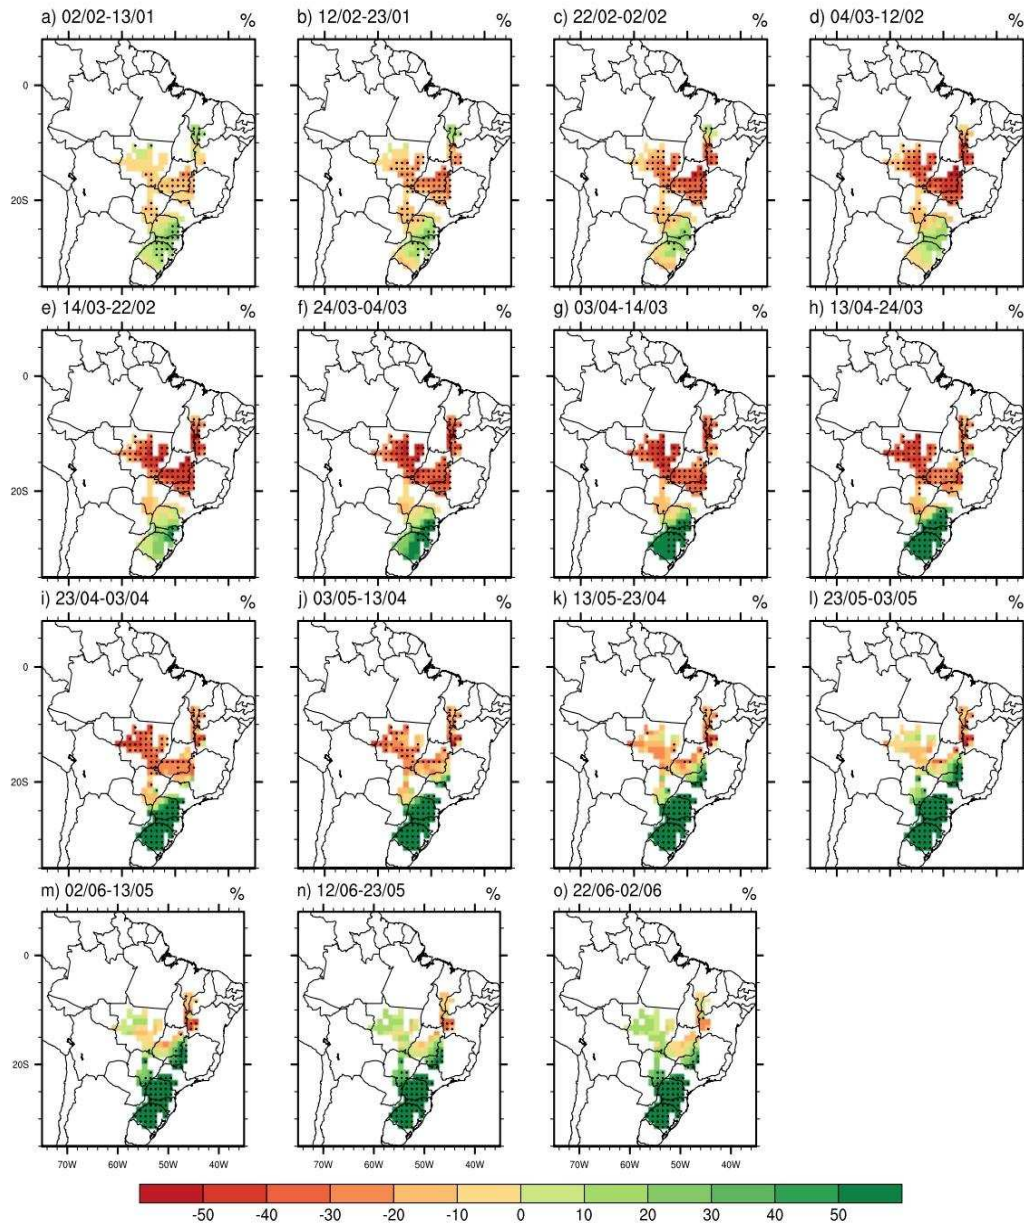 a) 02/02-13/01 % b) 12/02-23/01 % c) 22/02-02/02 % d) 04/03-12/02 %
0
20S
e) 14/03-22/02 % f) 24/03-04/03 % g) 03/04-14/03 % h) 13/04-24/03 %
0
20S
i) 23/04-03/04 % j) 03/05-13/04 % k) 13/05-23/04 % l) 23/05-03/05 %
0
20S
m) 02/06-13/05 % n) 12/06-23/05 % o) 22/06-02/06 %
0
20S
70W 60W 50W 40W 70W 60W 50W 40W 70W 60W 50W 40W
-50 -40 -30 -20 -10 0 10 20 30 40 50